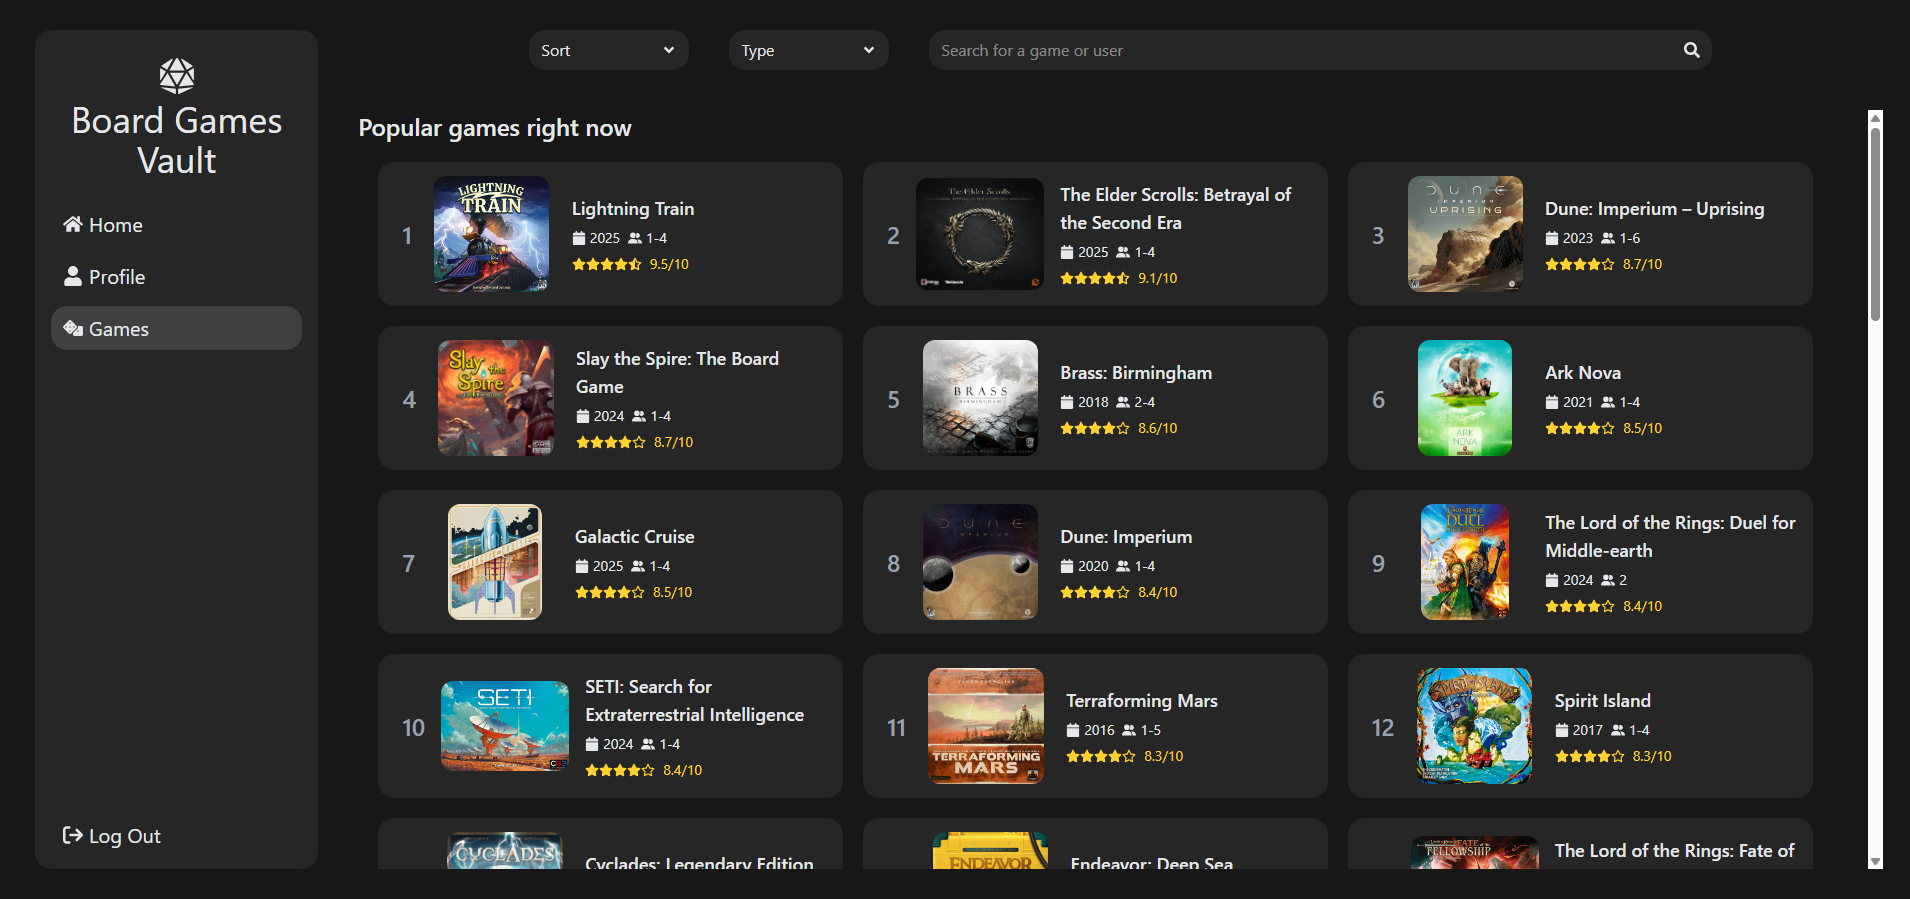 Board Games
Vault
Home
Profile
Games
Log Out
Sort
Type
Search for a game or user
Popular games right now
1
LIGHTNING
TRAIN
Lightning Train
2025 1-4
9.5/10
2
The Elder Scrolls
The Elder Scrolls: Betrayal of
the Second Era
2025 1-4
9.1/10
3
DUNE
IMPERIUM
UPRISING
Dune: Imperium – Uprising
2023 1-6
8.7/10
4
Slay
the
Spire
Slay the Spire: The Board
Game
2024 1-4
8.7/10
5
BRASS
BIRMINGHAM
Brass: Birmingham
2018 2-4
8.6/10
6
ARK
NOVA
Ark Nova
2021 1-4
8.5/10
7
Galactic Cruise
2025 1-4
8.5/10
8
DUNE
IMPERIUM
Dune: Imperium
2020 1-4
8.4/10
9
DUEL
The Lord of the Rings: Duel for
Middle-earth
2024 2
8.4/10
10
SETI
SETI: Search for
Extraterrestrial Intelligence
2024 1-4
8.4/10
11
TERRAFORMING
MARS
Terraforming Mars
2016 1-5
8.3/10
12
SPIRIT ISLAND
Spirit Island
2017 1-4
8.3/10
CYCLADES
Cyclades: Legendary Edition
ENDEAVOR
Endeavor: Deep Sea
FATE
FELLOWSHIP
The Lord of the Rings: Fate of